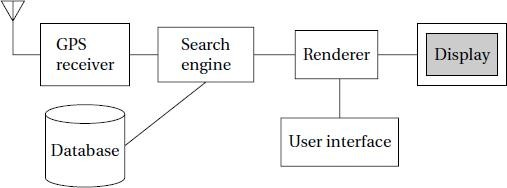 GPS
receiver
Search
engine
Renderer
Display
Database
User interface